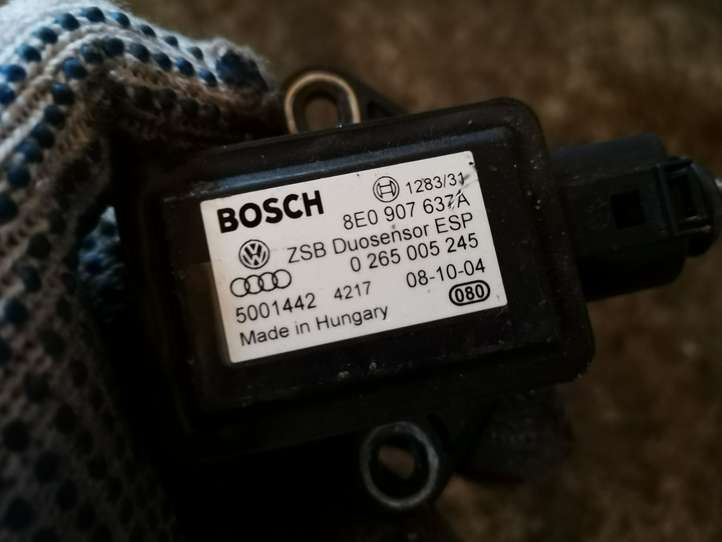 BOSCH 1283/31
8E0 907 637A
ZSB Duosensor ESP
0 265 005 245
5001442 4217 08-10-04
Made in Hungary 080